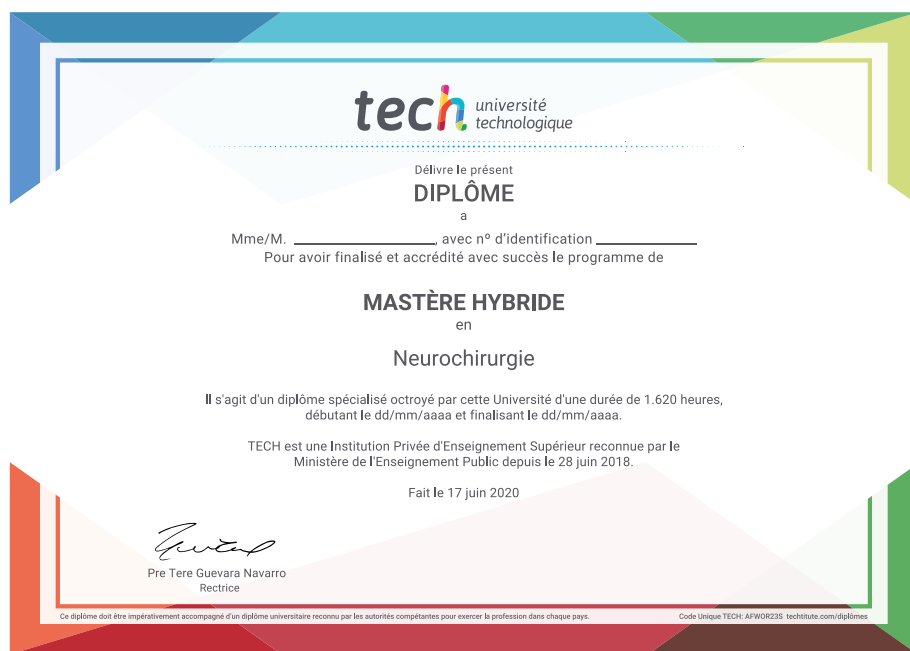 tech université
technologique
Délivre le présent
DIPLÔME
a
Mme/M. ____________________, avec nº d'identification ______________
Pour avoir finalisé et accrédité avec succès le programme de
MASTÈRE HYBRIDE
en
Neurochirurgie
Il s'agit d'un diplôme spécialisé octroyé par cette Université d'une durée de 1.620 heures,
débutant le dd/mm/aaaa et finalisant le dd/mm/aaaa.
TECH est une Institution Privée d'Enseignement Supérieur reconnue par le
Ministère de l'Enseignement Public depuis le 28 juin 2018.
Fait le 17 juin 2020
Pre Tere Guevara Navarro
Rectrice
Ce diplôme doit être impérativement accompagné d'un diplôme universitaire reconnu par les autorités compétantes pour exercer la profession dans chaque pays.
Code Unique TECH: AFWOR23S techtitute.com/diplômes